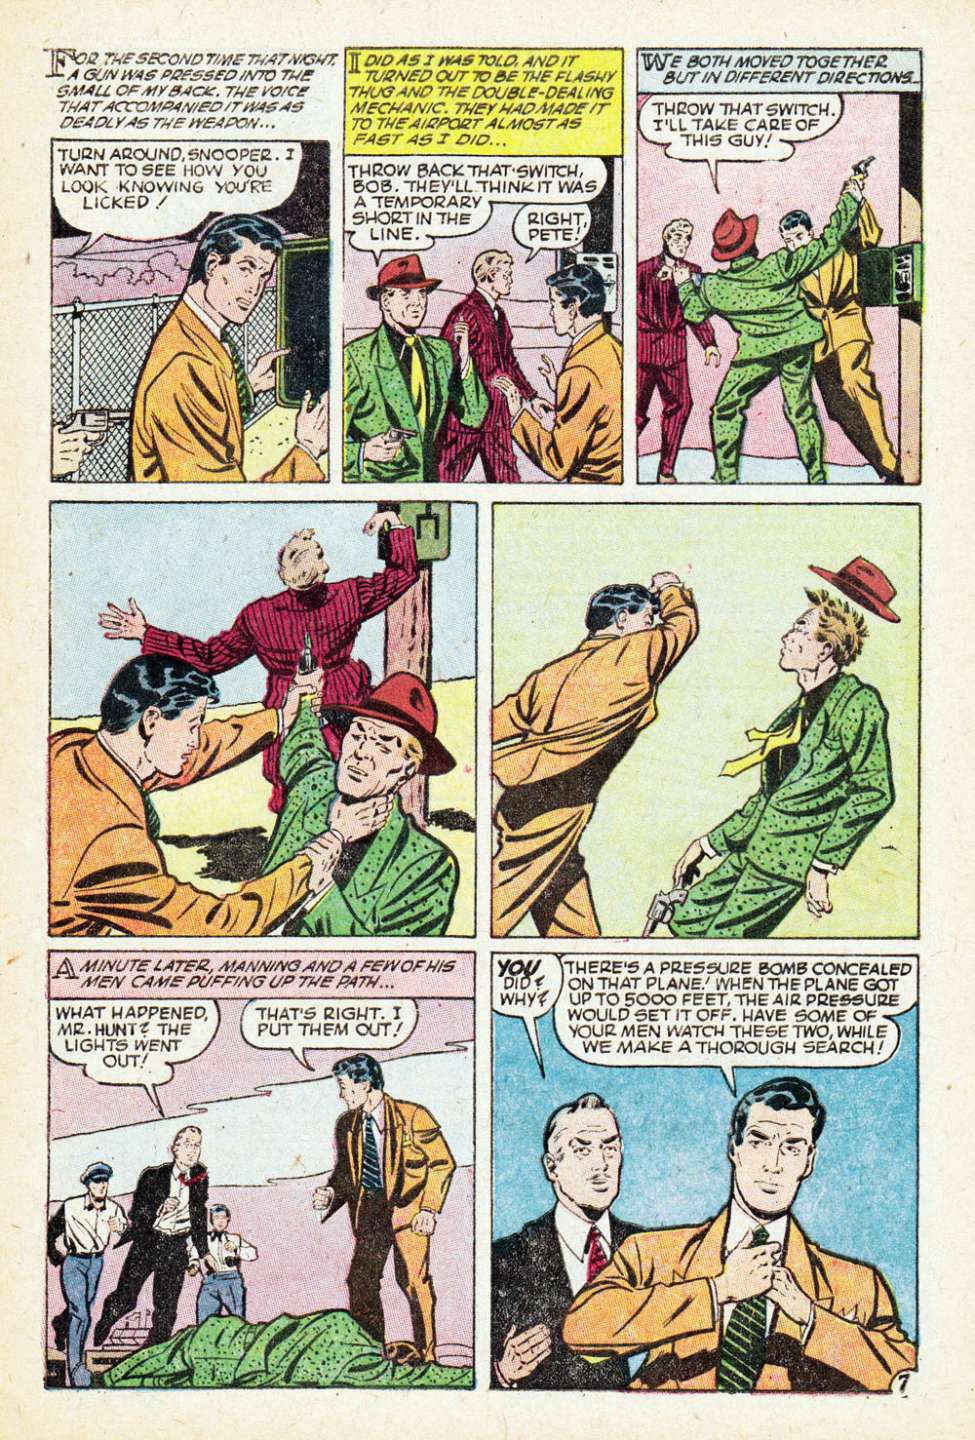 FOR THE SECOND TIME THAT NIGHT,
A GUN WAS PRESSED INTO THE
SMALL OF MY BACK. THE VOICE
THAT ACCOMPANIED IT WAS AS
DEADLY AS THE WEAPON...
TURN AROUND, SNOOPER. I
WANT TO SEE HOW YOU
LOOK KNOWING YOU'RE
LICKED!
I DID AS I WAS TOLD, AND IT
TURNED OUT TO BE THE FLASHY
THUG AND THE DOUBLE-DEALING
MECHANIC. THEY HAD MADE IT
TO THE AIRPORT ALMOST AS
FAST AS I DID...
THROW BACK THAT SWITCH,
BOB. THEY'LL THINK IT WAS
A TEMPORARY
SHORT IN THE
LINE.
RIGHT,
PETE!
WE BOTH MOVED TOGETHER
BUT IN DIFFERENT DIRECTIONS...
THROW THAT SWITCH.
I'LL TAKE CARE OF
THIS GUY!
A MINUTE LATER, MANNING AND A FEW OF HIS
MEN CAME PUFFING UP THE PATH...
WHAT HAPPENED,
MR. HUNT? THE
LIGHTS WENT
OUT!
THAT'S RIGHT. I
PUT THEM OUT!
YOU
DID?
WHY?
THERE'S A PRESSURE BOMB CONCEALED
ON THAT PLANE! WHEN THE PLANE GOT
UP TO 5000 FEET, THE AIR PRESSURE
WOULD SET IT OFF. HAVE SOME OF
YOUR MEN WATCH THESE TWO, WHILE
WE MAKE A THOROUGH SEARCH!
7